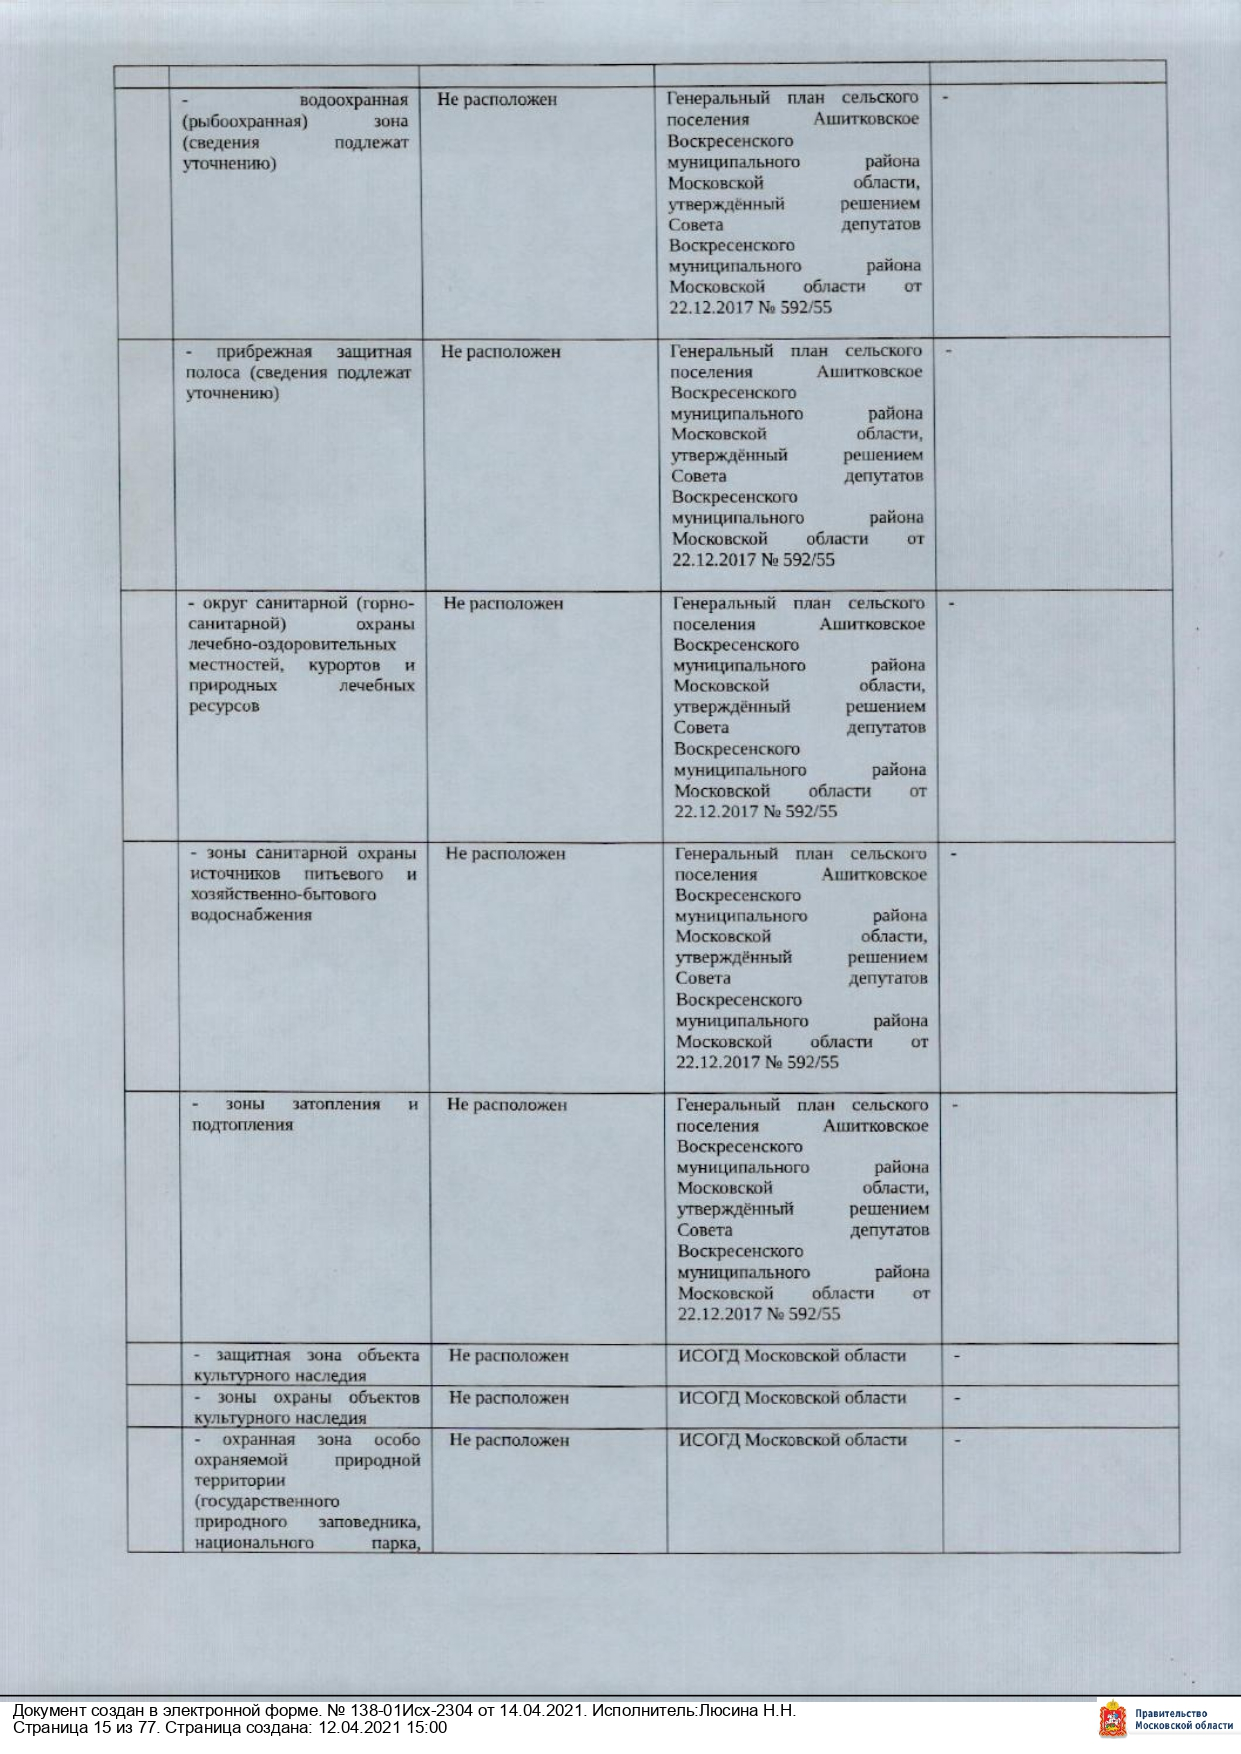 - водоохранная
(рыбоохранная) зона
(сведения подлежат
уточнению)
Не расположен
Генеральный план сельского
поселения Ашитковское
Воскресенского
муниципального района
Московской области,
утверждённый решением
Совета депутатов
Воскресенского
муниципального района
Московской области от
22.12.2017 № 592/55
-
- прибрежная защитная
полоса (сведения подлежат
уточнению)
Не расположен
Генеральный план сельского
поселения Ашитковское
Воскресенского
муниципального района
Московской области,
утверждённый решением
Совета депутатов
Воскресенского
муниципального района
Московской области от
22.12.2017 № 592/55
-
- округ санитарной (горно-
санитарной) охраны
лечебно-оздоровительных
местностей, курортов и
природных лечебных
ресурсов
Не расположен
Генеральный план сельского
поселения Ашитковское
Воскресенского
муниципального района
Московской области,
утверждённый решением
Совета депутатов
Воскресенского
муниципального района
Московской области от
22.12.2017 № 592/55
-
- зоны санитарной охраны
источников питьевого и
хозяйственно-бытового
водоснабжения
Не расположен
Генеральный план сельского
поселения Ашитковское
Воскресенского
муниципального района
Московской области,
утверждённый решением
Совета депутатов
Воскресенского
муниципального района
Московской области от
22.12.2017 № 592/55
-
- зоны затопления и
подтопления
Не расположен
Генеральный план сельского
поселения Ашитковское
Воскресенского
муниципального района
Московской области,
утверждённый решением
Совета депутатов
Воскресенского
муниципального района
Московской области от
22.12.2017 № 592/55
-
- защитная зона объекта
культурного наследия
Не расположен
ИСОГД Московской области
-
- зоны охраны объектов
культурного наследия
Не расположен
ИСОГД Московской области
-
- охранная зона особо
охраняемой природной
территории
(государственного
природного заповедника,
национального парка,
Не расположен
ИСОГД Московской области
-
Документ создан в электронной форме. № 138-01Исх-2304 от 14.04.2021. Исполнитель:Люсина Н.Н.
Страница 15 из 77. Страница создана: 12.04.2021 15:00
Правительство
Московской области